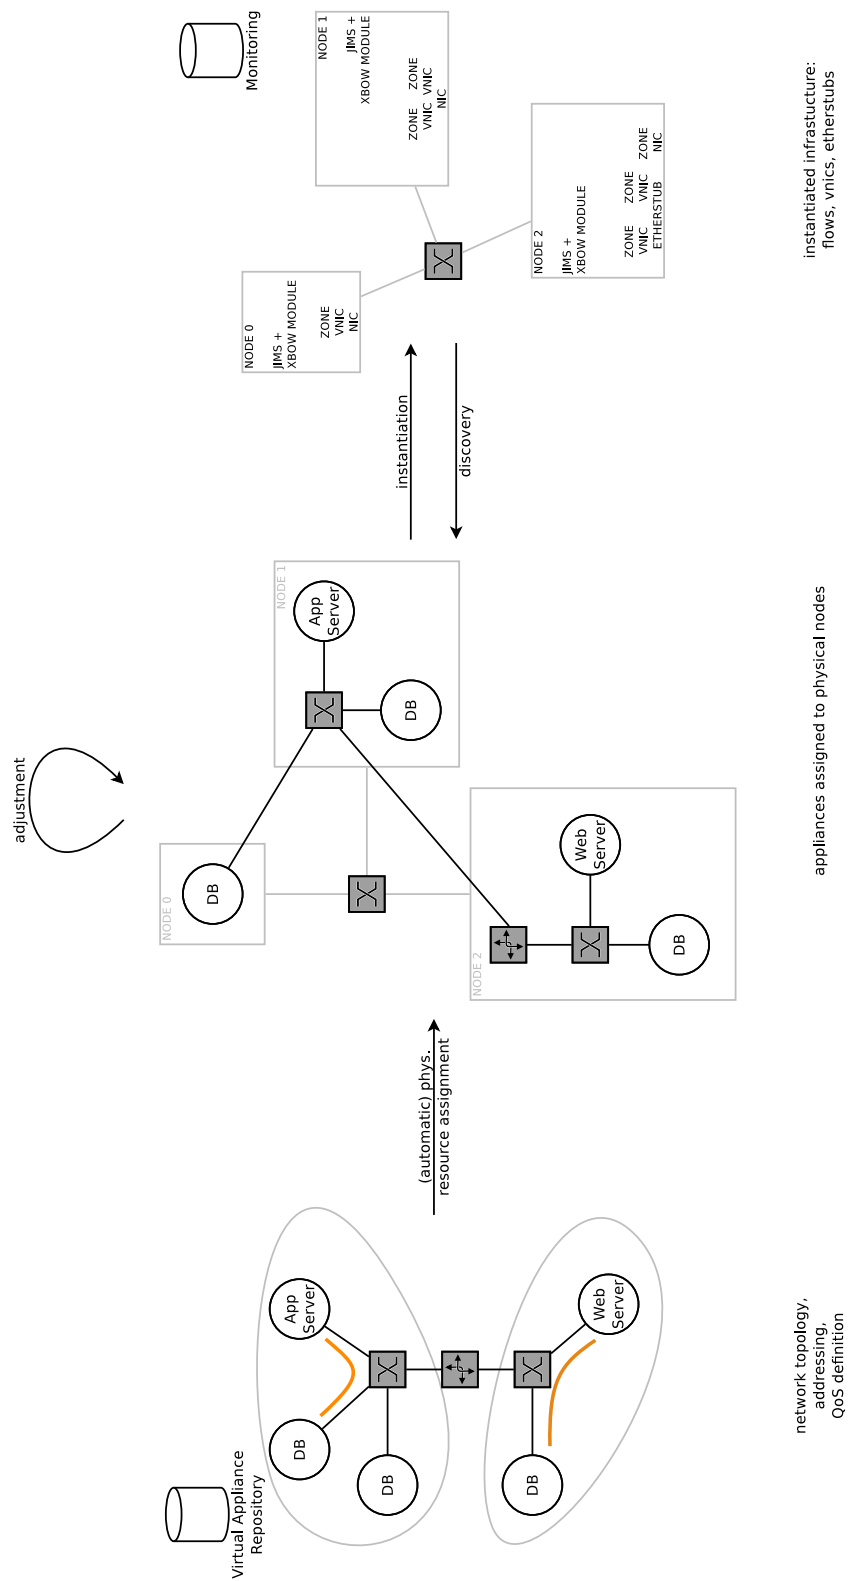 Virtual Appliance
Repository
DB
App
Server
DB
DB
Web
Server
network topology,
addressing,
QoS definition
(automatic) phys.
resource assignment
adjustment
NODE 0
DB
NODE 1
App
Server
DB
NODE 2
Web
Server
DB
appliances assigned to physical nodes
instantiation
discovery
Monitoring
NODE 0
JIMS +
XBOW MODULE
ZONE
VNIC
NIC
NODE 1
JIMS +
XBOW MODULE
ZONE ZONE
VNIC VNIC
NIC
NODE 2
JIMS +
XBOW MODULE
ZONE ZONE ZONE
VNIC VNIC NIC
ETHERSTUB
instantiated infrastucture:
flows, vnics, etherstubs